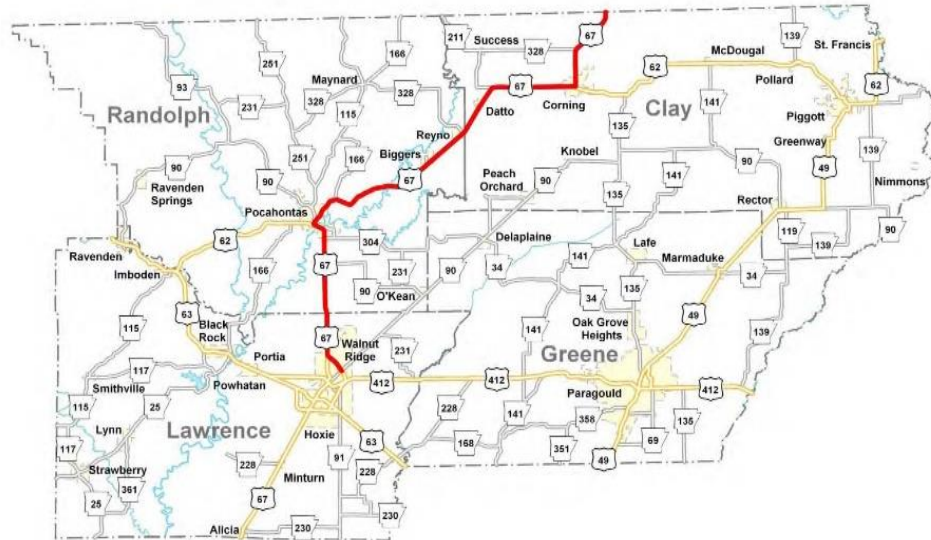 67
139
St. Francis
211
Success
328
166
251
McDougal
62
Pollard
62
Maynard
67
93
231
328
328
Datto
Corning
Clay
141
Piggott
Randolph
115
Reyno
135
Greenway
251
166
Biggers
Knobel
49
139
90
Ravenden
Springs
90
67
Peach
Orchard
90
141
90
Nimmons
135
Rector
Pocahontas
62
304
Delaplaine
119
139
90
Ravenden
67
231
34
141
Lafe
Marmaduke
34
Imboden
166
90
O'Kean
90
34
135
63
49
115
Black
Rock
67
Walnut
Ridge
231
141
Oak Grove
Heights
139
Portia
Greene
117
412
412
412
Smithville
Powhatan
Paragould
115
25
228
141
358
135
Lynn
Lawrence
Hoxie
63
168
351
69
117
Strawberry
228
91
228
49
361
Minturn
25
67
230
Alicia
230